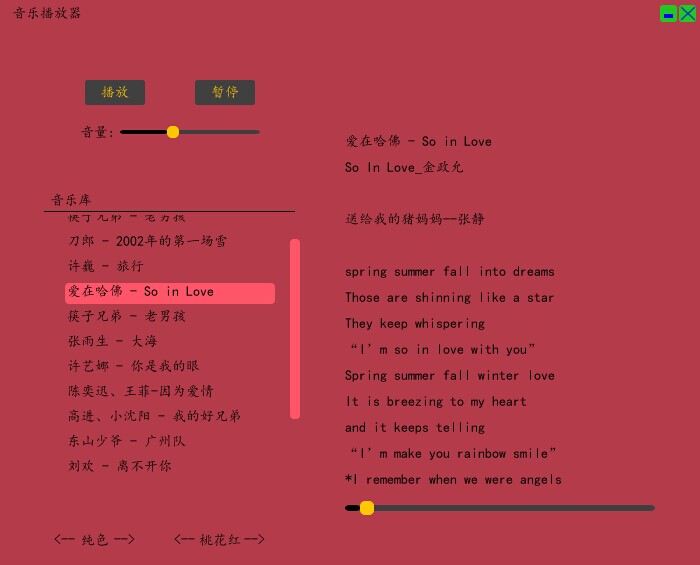 音乐播放器
播放
暂停
音量:
音乐库
筷子兄弟 - 老男孩
刀郎 - 2002年的第一场雪
许巍 - 旅行
爱在哈佛 - So in Love
筷子兄弟 - 老男孩
张雨生 - 大海
许艺娜 - 你是我的眼
陈奕迅、王菲-因为爱情
高进、小沈阳 - 我的好兄弟
东山少爷 - 广州队
刘欢 - 离不开你
<-- 纯色 -->
<-- 桃花红 -->
爱在哈佛 - So in Love
So In Love_金政允
送给我的猪妈妈--张静
spring summer fall into dreams
Those are shinning like a star
They keep whispering
“I’m so in love with you”
Spring summer fall winter love
It is breezing to my heart
and it keeps telling
“I’m make you rainbow smile”
*I remember when we were angels